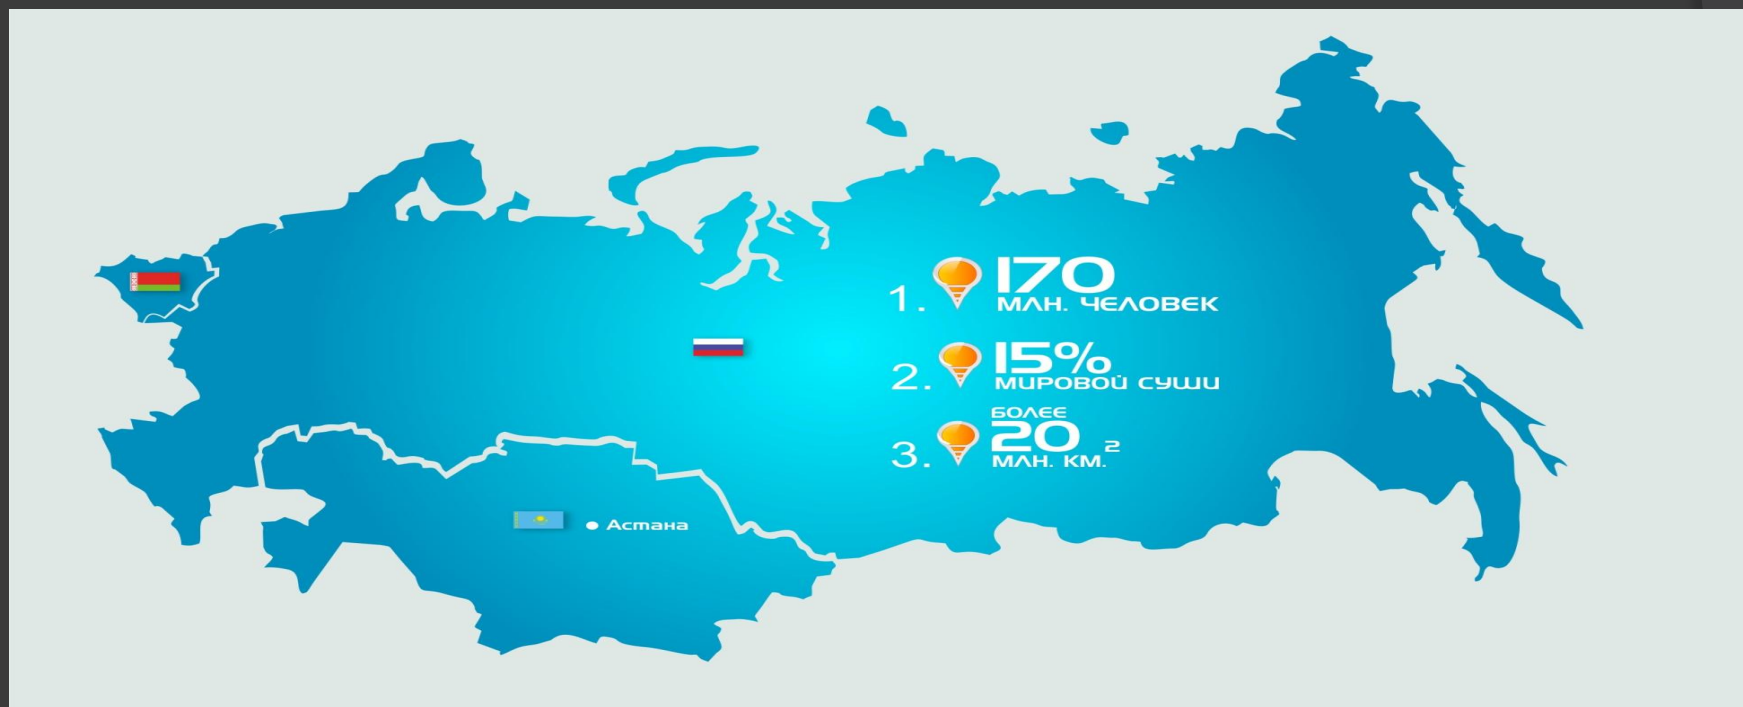 1. 170
МЛН. ЧЕЛОВЕК
2. 15%
МИРОВОЙ СУШИ
БОЛЕЕ
3. 20
МЛН. КМ.²
Астана